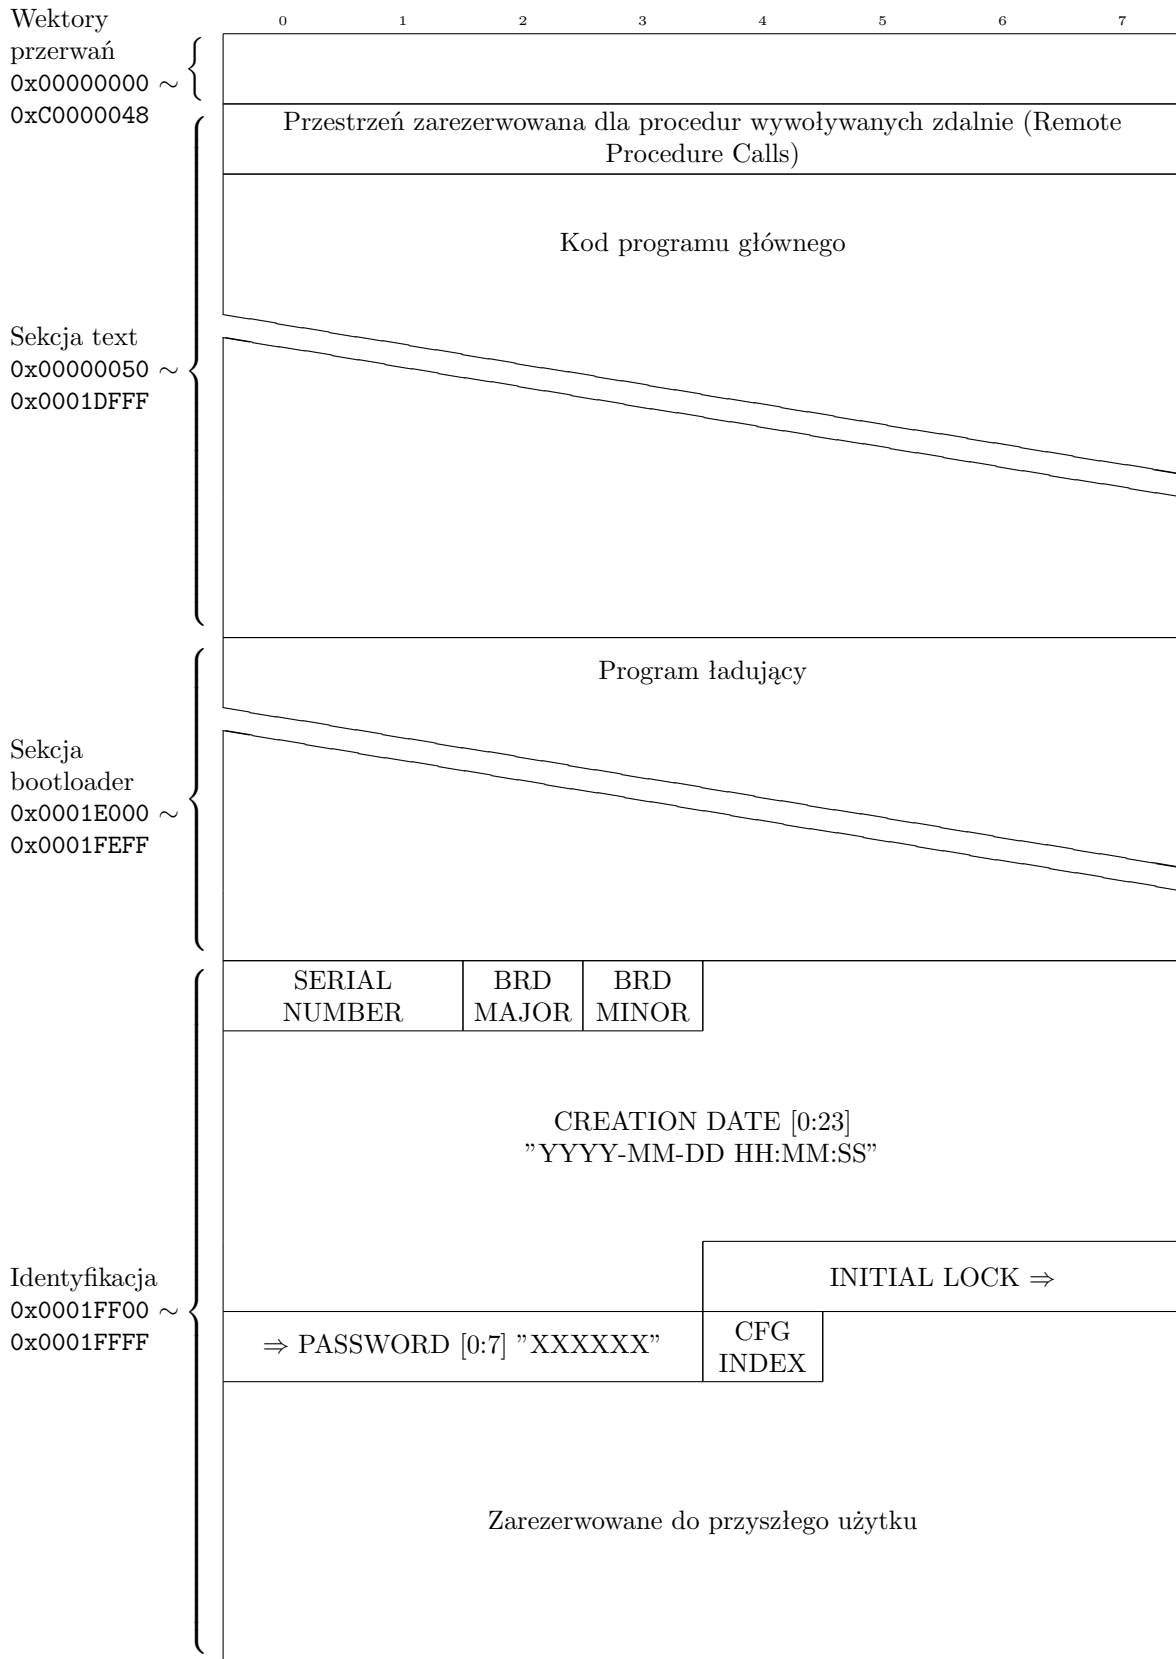 0 1 2 3 4 5 6 7
Wektory
przerwań
0x00000000 ∼
0xC0000048
Przestrzeń zarezerwowana dla procedur wywoływanych zdalnie (Remote
Procedure Calls)
Kod programu głównego
Sekcja text
0x00000050 ∼
0x0001DFFF
Program ładujący
Sekcja
bootloader
0x0001E000 ∼
0x0001FEFF
SERIAL
NUMBER
BRD
MAJOR
BRD
MINOR
CREATION DATE [0:23]
”YYYY-MM-DD HH:MM:SS”
INITIAL LOCK ⇒
Identyfikacja
0x0001FF00 ∼
0x0001FFFF
⇒ PASSWORD [0:7] ”XXXXXX”
CFG
INDEX
Zarezerwowane do przyszłego użytku